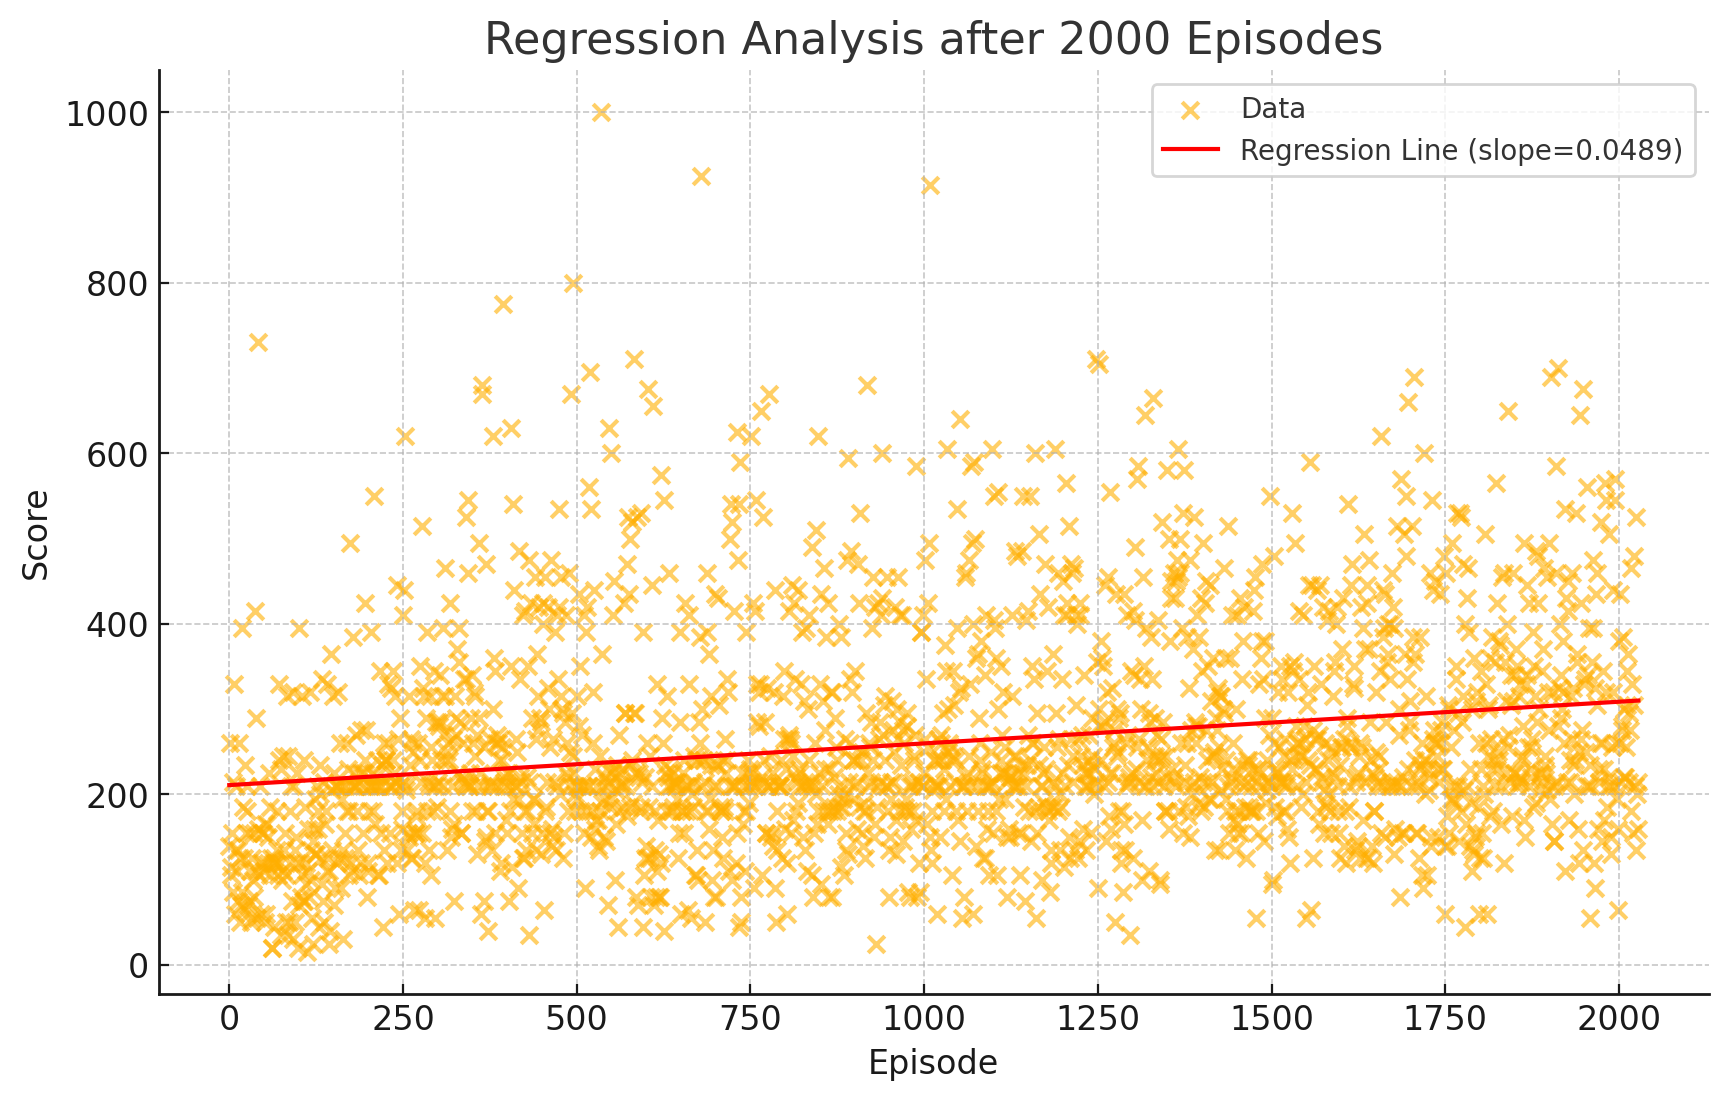 Regression Analysis after 2000 Episodes
Data
Regression Line (slope=0.0489)
1000
800
600
400
200
0
Score
0 250 500 750 1000 1250 1500 1750 2000
Episode